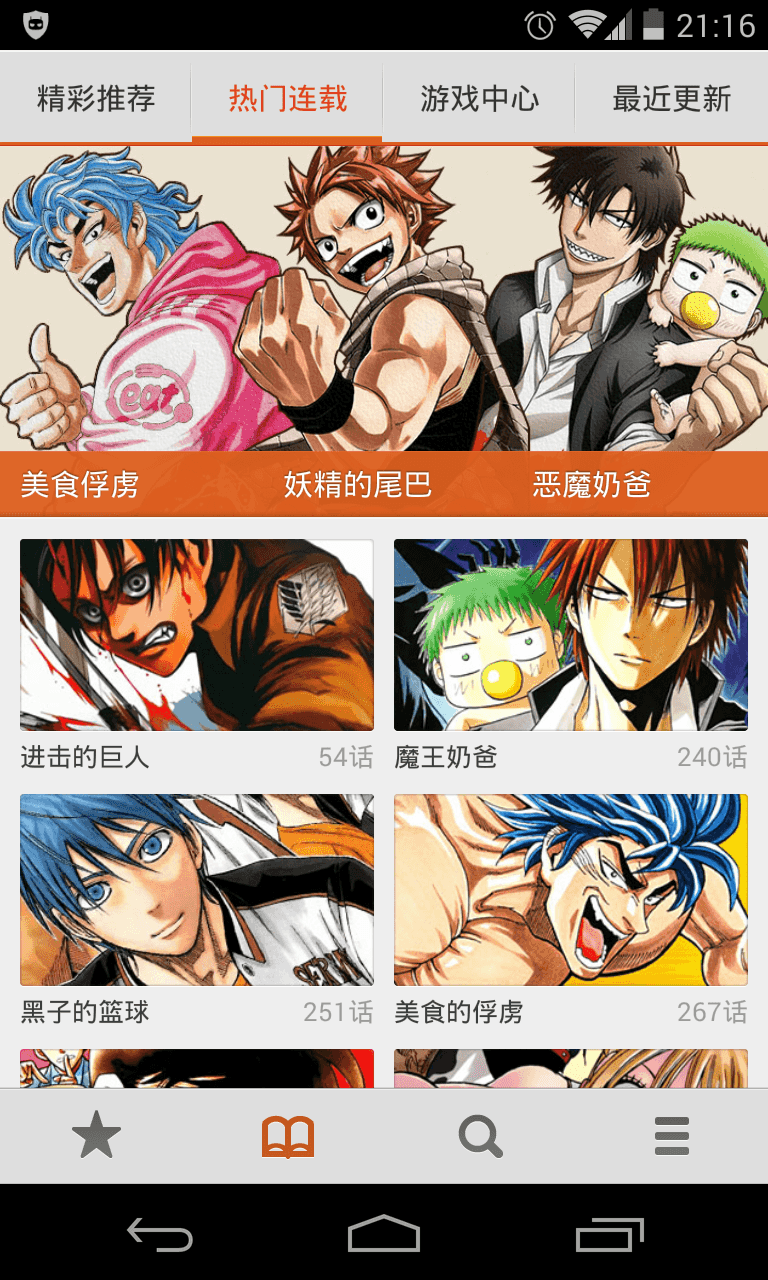 21:16
精彩推荐
热门连载
游戏中心
最近更新
eat
美食俘虏
妖精的尾巴
恶魔奶爸
进击的巨人
54话
魔王奶爸
240话
黑子的篮球
251话
美食的俘虏
267话